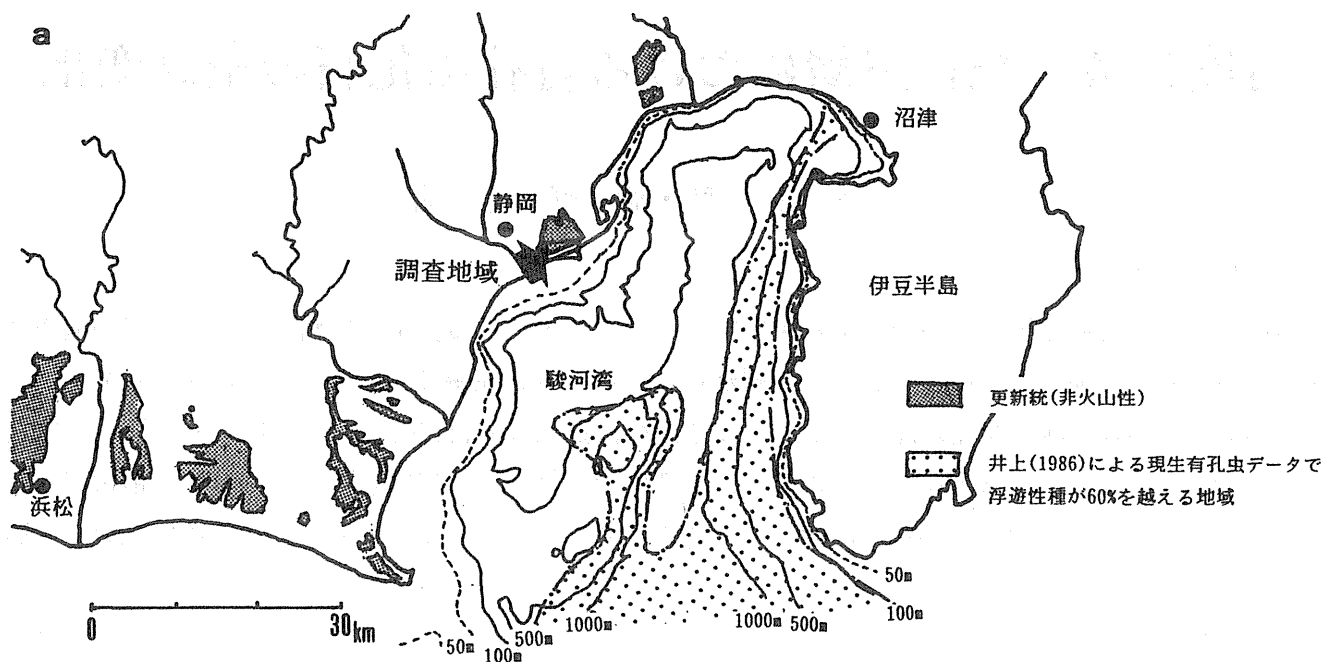 a
沼津
静岡
調査地域
伊豆半島
駿河湾
更新統(非火山性)
井上(1986)による現生有孔虫データで
浮遊性種が60%を越える地域
浜松
0
30km
50m
100m
500m
1000m
1000m
500m
100m
50m